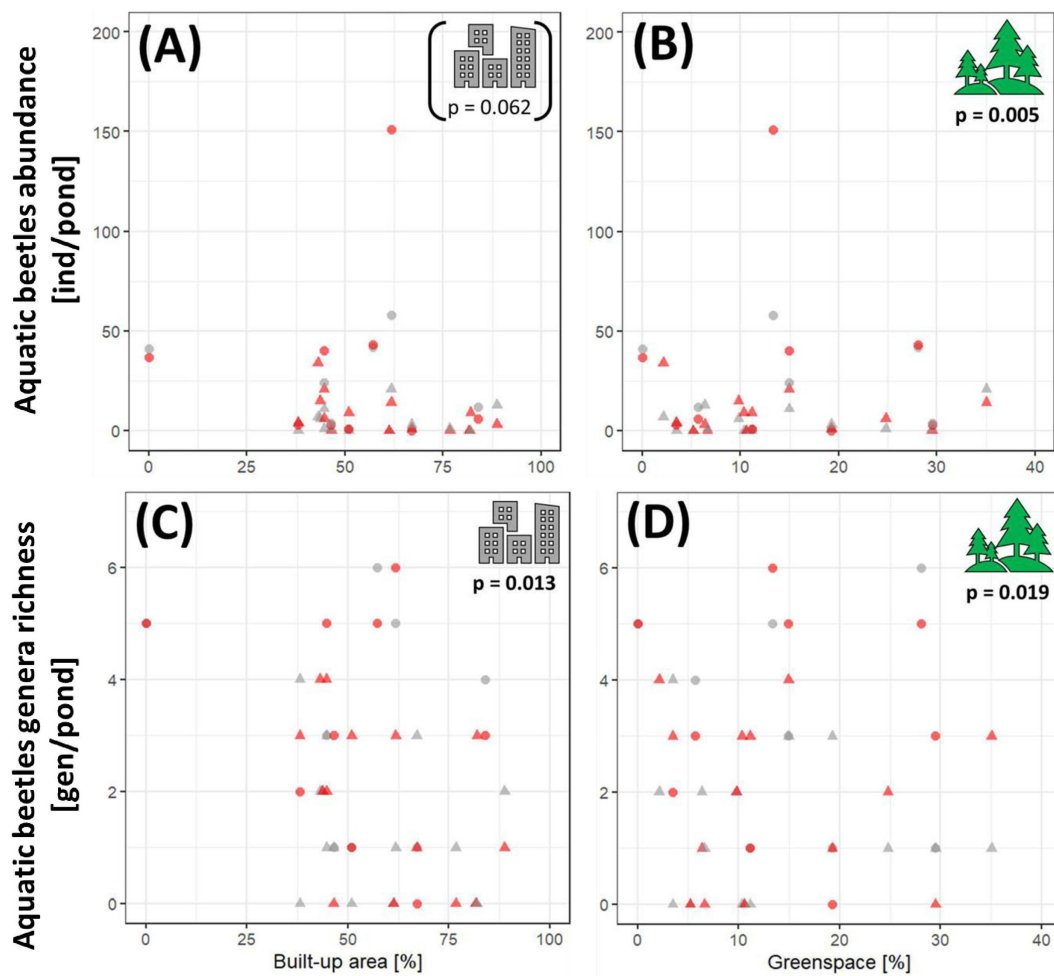 Aquatic beetles abundance
[ind/pond]
(A)
p = 0.062
200
150
100
50
0
0
25
50
75
100
(B)
p = 0.005
200
150
100
50
0
0
10
20
30
40
Aquatic beetles genera richness
[gen/pond]
(C)
p = 0.013
6
4
2
0
0
25
50
75
100
Built-up area [%]
(D)
p = 0.019
6
4
2
0
0
10
20
30
40
Greenspace [%]